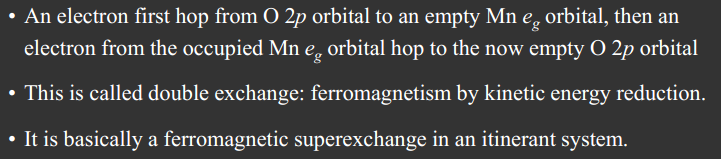 • An electron first hop from O 2p orbital to an empty Mn e_g orbital, then an
electron from the occupied Mn e_g orbital hop to the now empty O 2p orbital
• This is called double exchange: ferromagnetism by kinetic energy reduction.
• It is basically a ferromagnetic superexchange in an itinerant system.